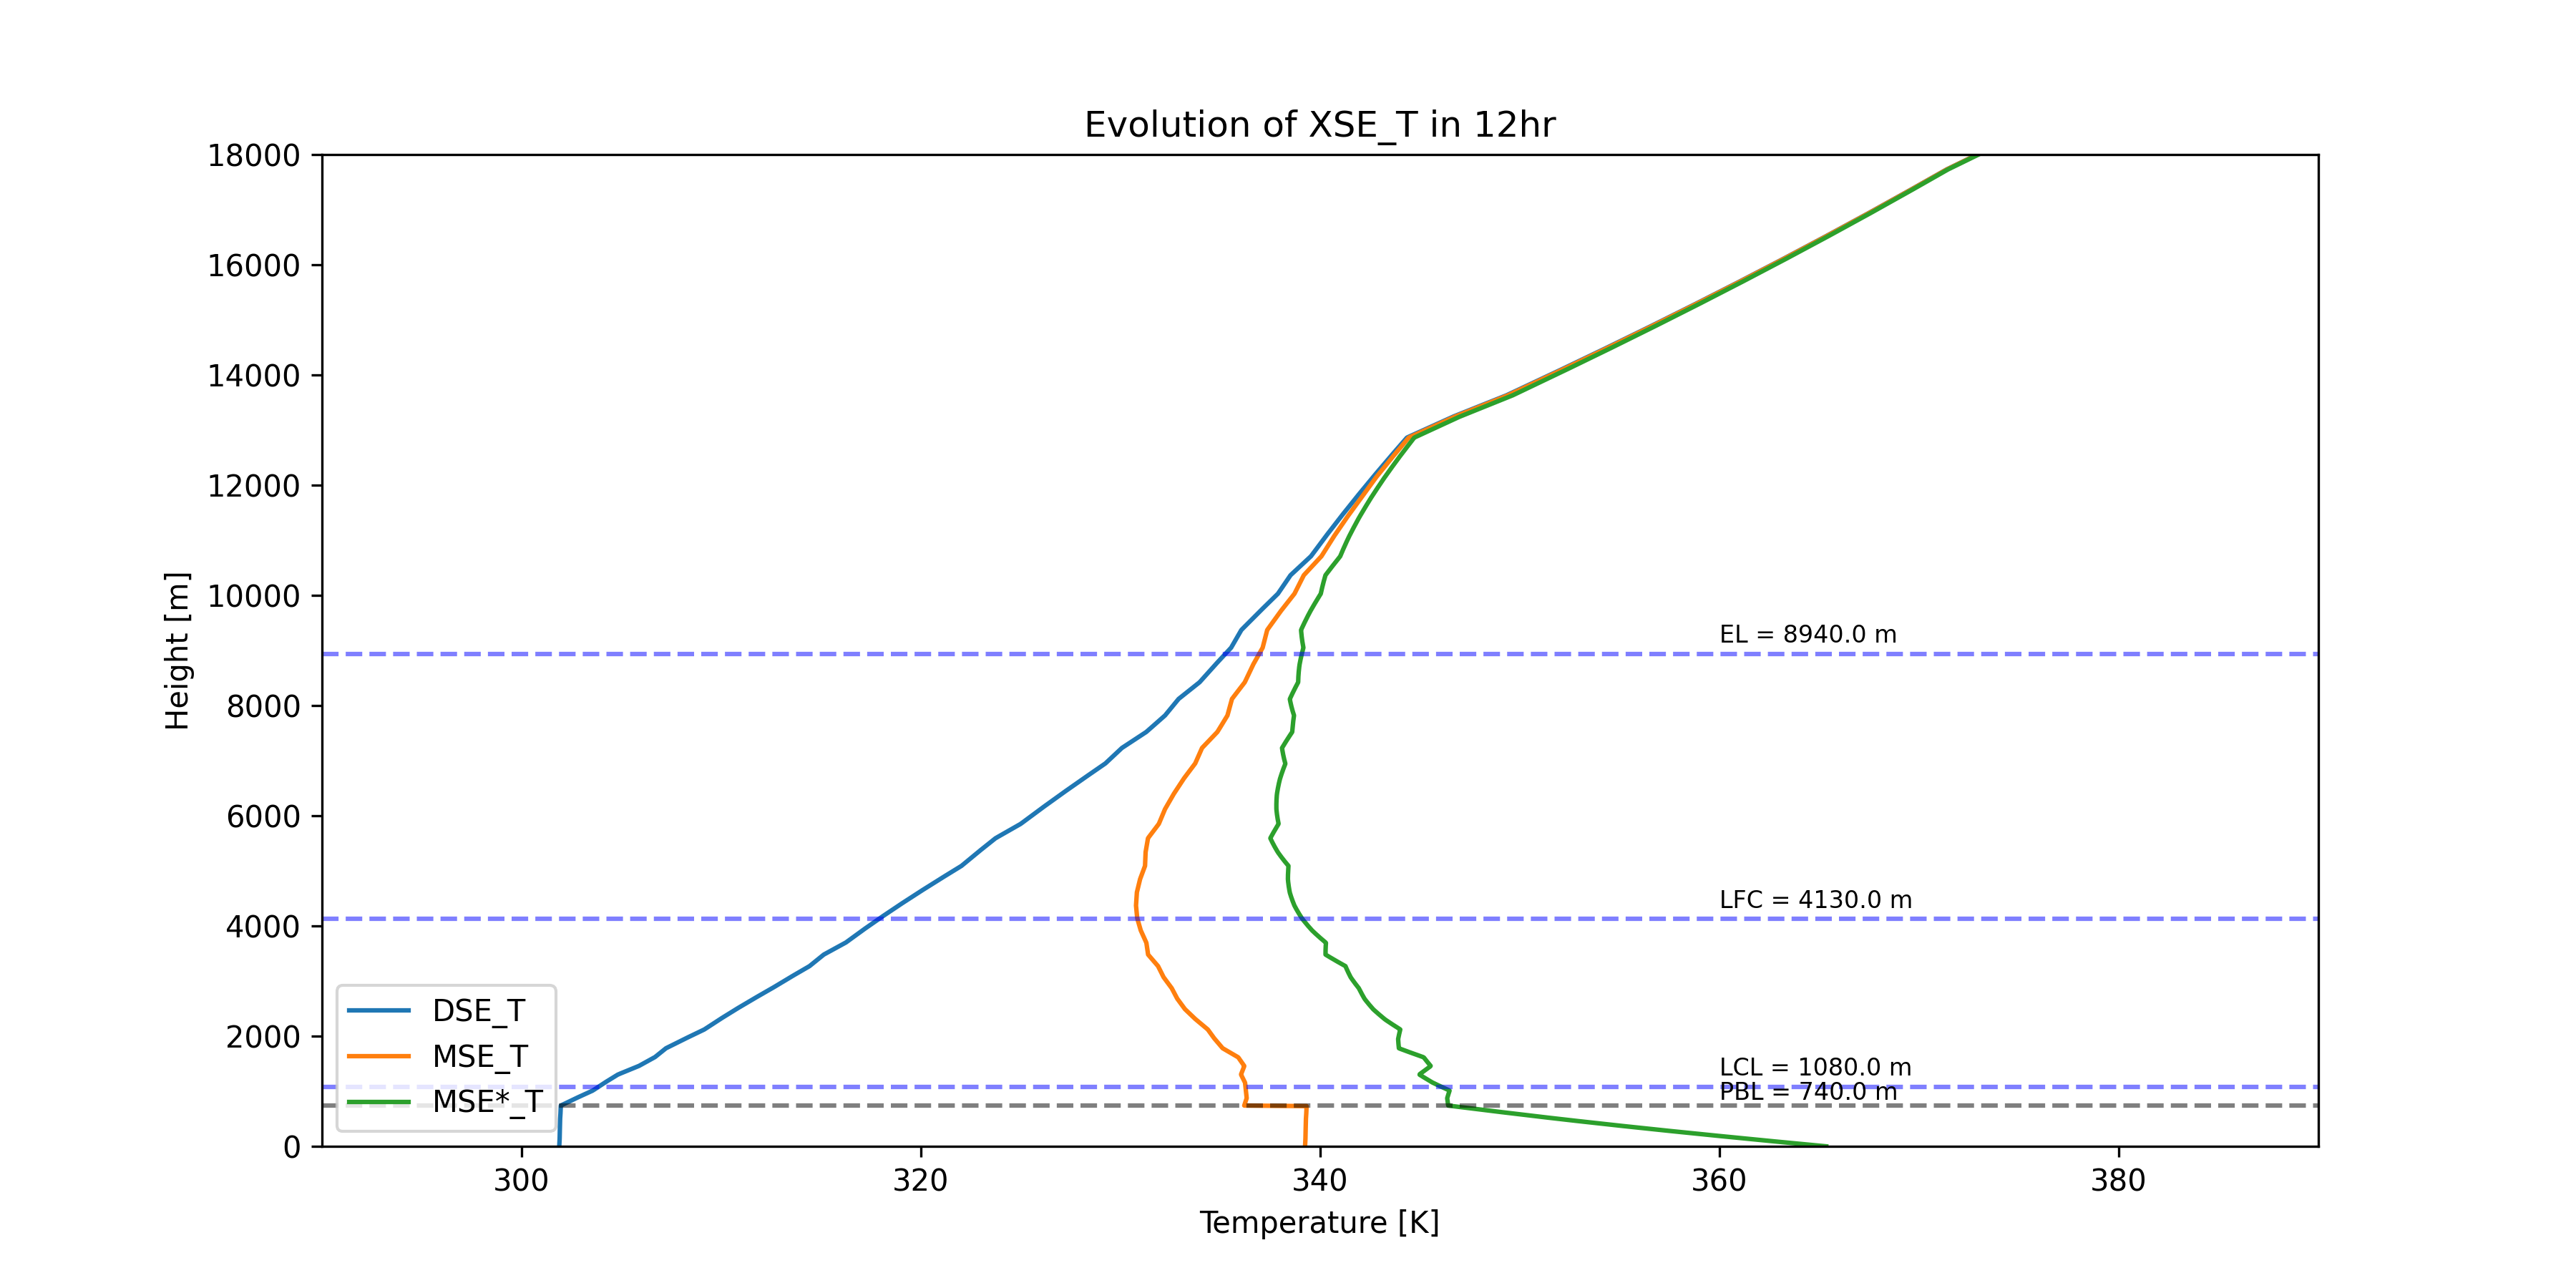 Evolution of XSE_T in 12hr
18000
16000
14000
12000
10000
8000
6000
4000
2000
0
Height [m]
EL = 8940.0 m
LFC = 4130.0 m
LCL = 1080.0 m
PBL = 740.0 m
DSE_T
MSE_T
MSE*_T
300
320
340
360
380
Temperature [K]